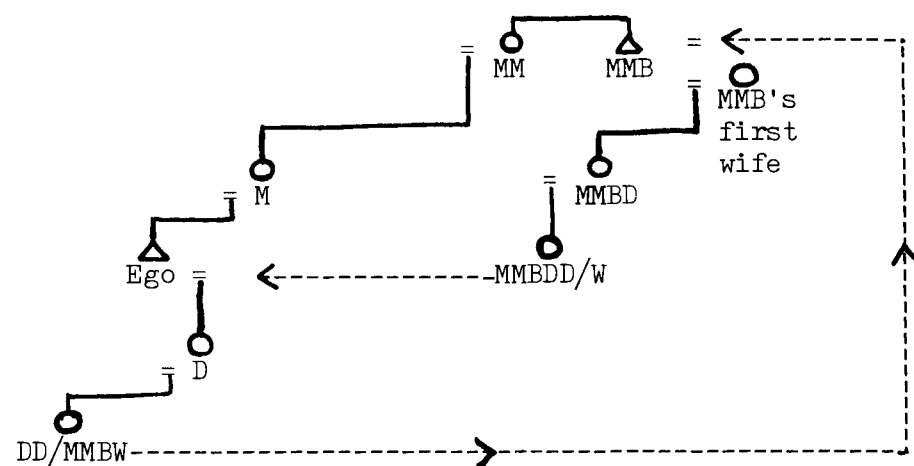 = MM MMB =
= MMB's
first
wife
= M = MMBD
Ego = MMBDD/W
= D
DD/MMBW